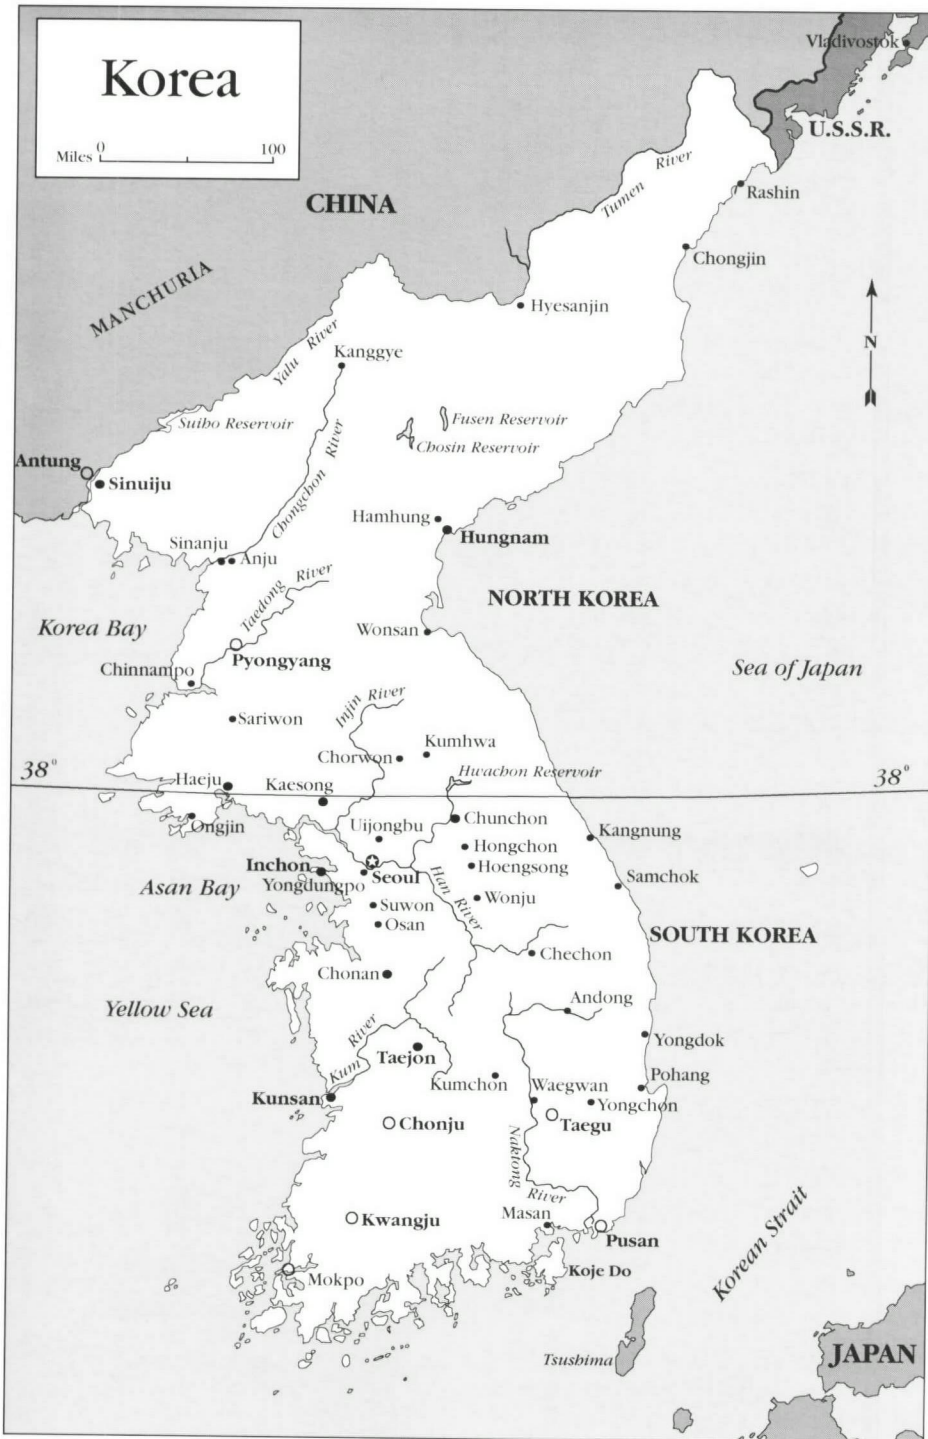 Korea
Miles 0 100
Vladivostok
U.S.S.R.
CHINA
Tumen River
Rashin
Chongjin
MANCHURIA
Hyesanjin
N
Yalu River
Kanggye
Suiho Reservoir
Fusen Reservoir
Chosin Reservoir
Chongchon River
Antung
Sinuiju
Hamhung
Hungnam
Sinanju
Anju
Taedong River
NORTH KOREA
Korea Bay
Wonsan
Pyongyang
Chinnampo
Sea of Japan
Injin River
Sariwon
Kumhwa
Chorwon
Hwachon Reservoir
38°
38°
Haeju
Kaesong
Ongjin
Uijongbu
Chunchon
Kangnung
Hongchon
Inchon
Hoengsong
Yongdungpo
Seoul
Samchok
Asan Bay
Han River
Wonju
Suwon
Osan
SOUTH KOREA
Chechon
Chonan
Andong
Yellow Sea
Kum River
Yongdok
Taejon
Kumchon
Waegwan
Pohang
Kunsan
Yongchon
Chonju
Taegu
Naktong River
Kwangju
Masan
Pusan
Korean Strait
Mokpo
Koje Do
Tsushima
JAPAN